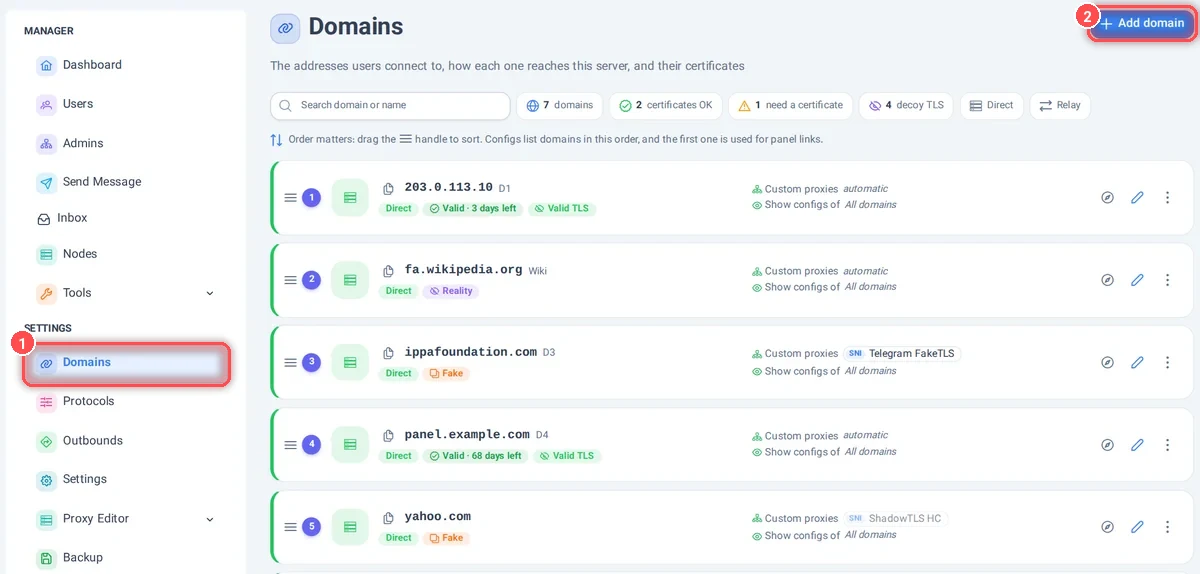 MANAGER
Dashboard
Users
Admins
Send Message
Inbox
Nodes
Tools
SETTINGS
1
Domains
Protocols
Outbounds
Settings
Proxy Editor
Backup
Domains
2
+ Add domain
The addresses users connect to, how each one reaches this server, and their certificates
Search domain or name
7 domains
2 certificates OK
1 need a certificate
4 decoy TLS
Direct
Relay
Order matters: drag the handle to sort. Configs list domains in this order, and the first one is used for panel links.
1
203.0.113.10 D1
Direct
Valid · 3 days left
Valid TLS
Custom proxies automatic
Show configs of All domains
2
fa.wikipedia.org Wiki
Direct
Reality
Custom proxies automatic
Show configs of All domains
3
ippafoundation.com D3
Direct
Fake
Custom proxies SNI Telegram FakeTLS
Show configs of All domains
4
panel.example.com D4
Direct
Valid · 68 days left
Valid TLS
Custom proxies automatic
Show configs of All domains
5
yahoo.com
Direct
Fake
Custom proxies SNI ShadowTLS HC
Show configs of All domains